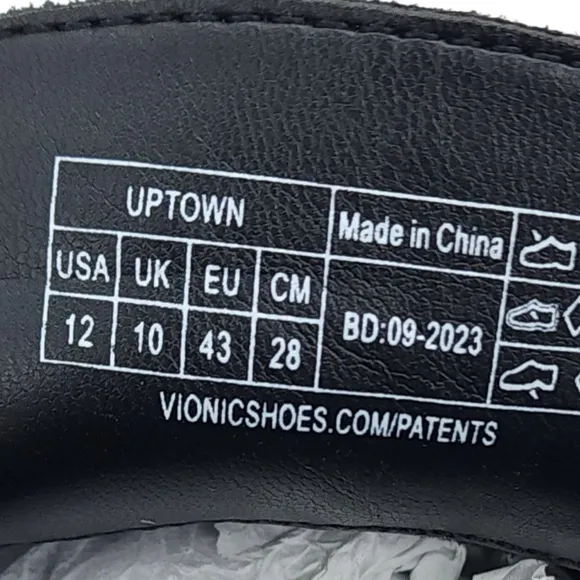 UPTOWN Made in China
USA UK EU CM
12 10 43 28 BD:09-2023
VIONICSHOES.COM/PATENTS